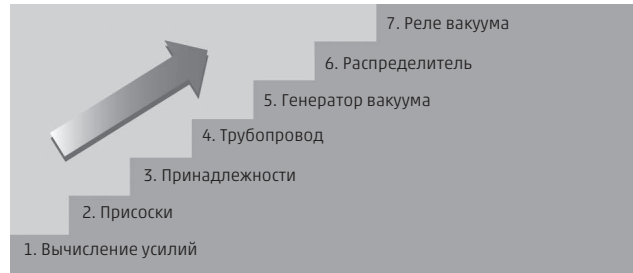 7. Реле вакуума
6. Распределитель
5. Генератор вакуума
4. Трубопровод
3. Принадлежности
2. Присоски
1. Вычисление усилий